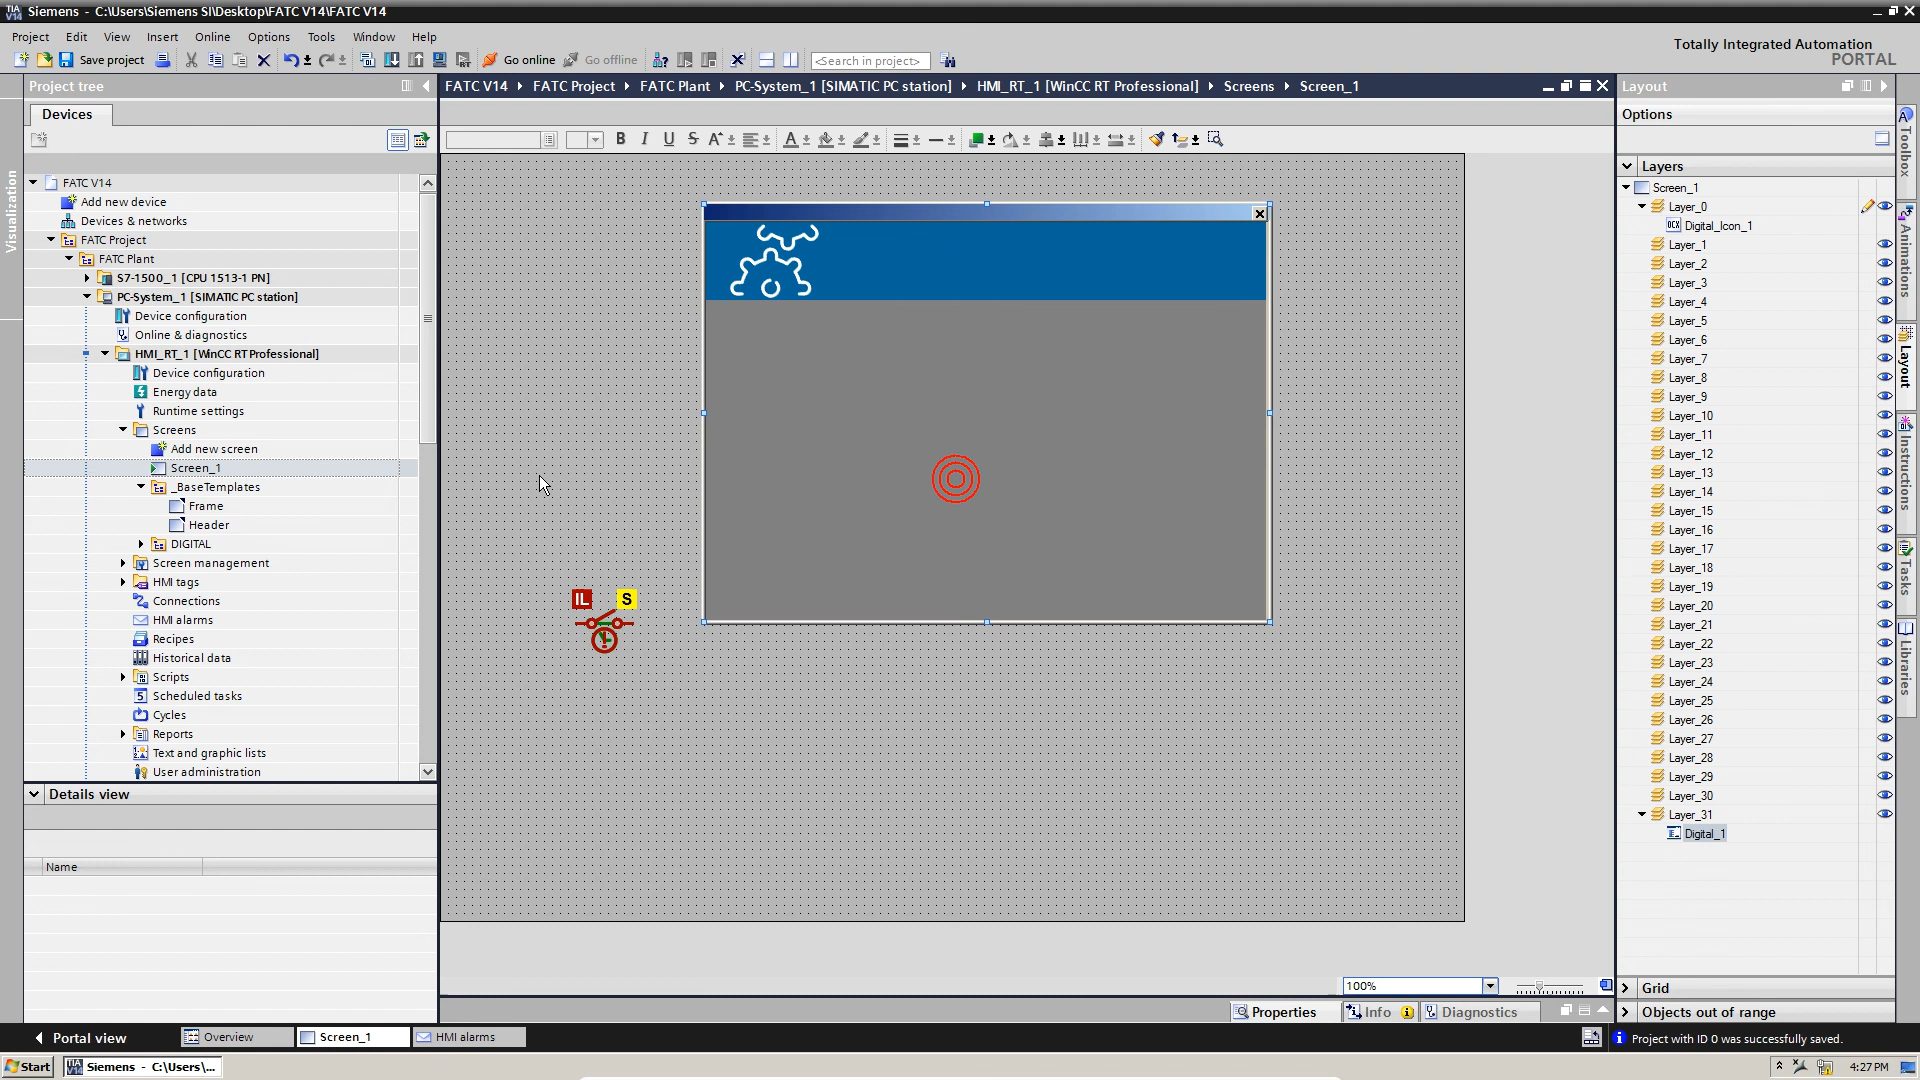 Siemens - C:\Users\Siemens SI\Desktop\FATC V14\FATC V14
Project Edit View Insert Online Options Tools Window Help
Totally Integrated Automation
PORTAL
Save project Go online Go offline <Search in project>
Project tree
FATC V14 FATC Project FATC Plant PC-System_1 [SIMATIC PC station] HMI_RT_1 [WinCC RT Professional] Screens Screen_1
Layout
Devices
Options
B I U S
Visualization
Layers
FATC V14
Add new device
Devices & networks
FATC Project
FATC Plant
S7-1500_1 [CPU 1513-1 PN]
PC-System_1 [SIMATIC PC station]
Device configuration
Online & diagnostics
HMI_RT_1 [WinCC RT Professional]
Device configuration
Energy data
Runtime settings
Screens
Add new screen
Screen_1
_BaseTemplates
Frame
Header
DIGITAL
Screen management
HMI tags
Connections
HMI alarms
Recipes
Historical data
Scripts
Scheduled tasks
Cycles
Reports
Text and graphic lists
User administration
IL S
Screen_1
Layer_0
Digital_Icon_1
Layer_1
Layer_2
Layer_3
Layer_4
Layer_5
Layer_6
Layer_7
Layer_8
Layer_9
Layer_10
Layer_11
Layer_12
Layer_13
Layer_14
Layer_15
Layer_16
Layer_17
Layer_18
Layer_19
Layer_20
Layer_21
Layer_22
Layer_23
Layer_24
Layer_25
Layer_26
Layer_27
Layer_28
Layer_29
Layer_30
Layer_31
Digital_1
Toolbox
Animations
Layout
Instructions
Tasks
Libraries
Details view
Name
100%
Grid
Properties Info Diagnostics
Objects out of range
Portal view Overview Screen_1 HMI alarms
Project with ID 0 was successfully saved.
Start Siemens - C:\Users\... 4:27 PM